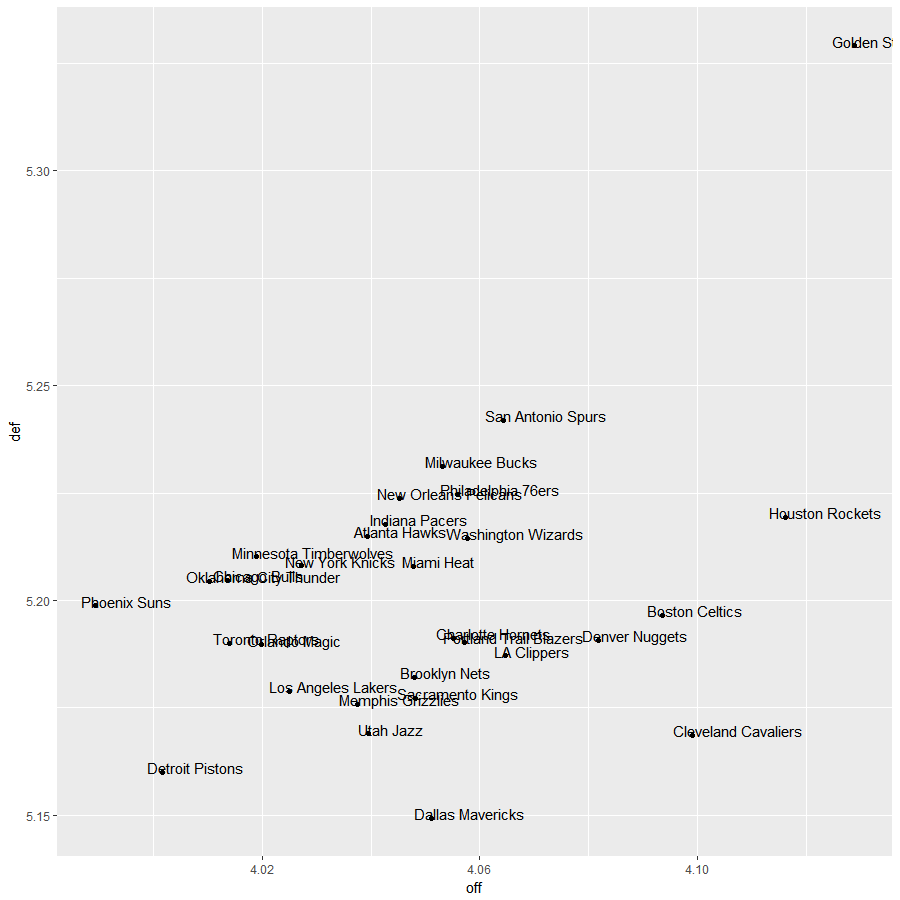 Golden St
5.30
5.25
San Antonio Spurs
Milwaukee Bucks
Philadelphia 76ers
New Orleans Pelicans
Houston Rockets
Indiana Pacers
Atlanta Hawks
Washington Wizards
Minnesota Timberwolves
New York Knicks
Miami Heat
Chicago Bulls
Oklahoma City Thunder
5.20
Phoenix Suns
Boston Celtics
Charlotte Hornets
Denver Nuggets
Portland Trail Blazers
Toronto Raptors
Orlando Magic
LA Clippers
Brooklyn Nets
Los Angeles Lakers
Sacramento Kings
Memphis Grizzlies
Utah Jazz
Cleveland Cavaliers
Detroit Pistons
5.15
Dallas Mavericks
def
4.02
4.06
4.10
off